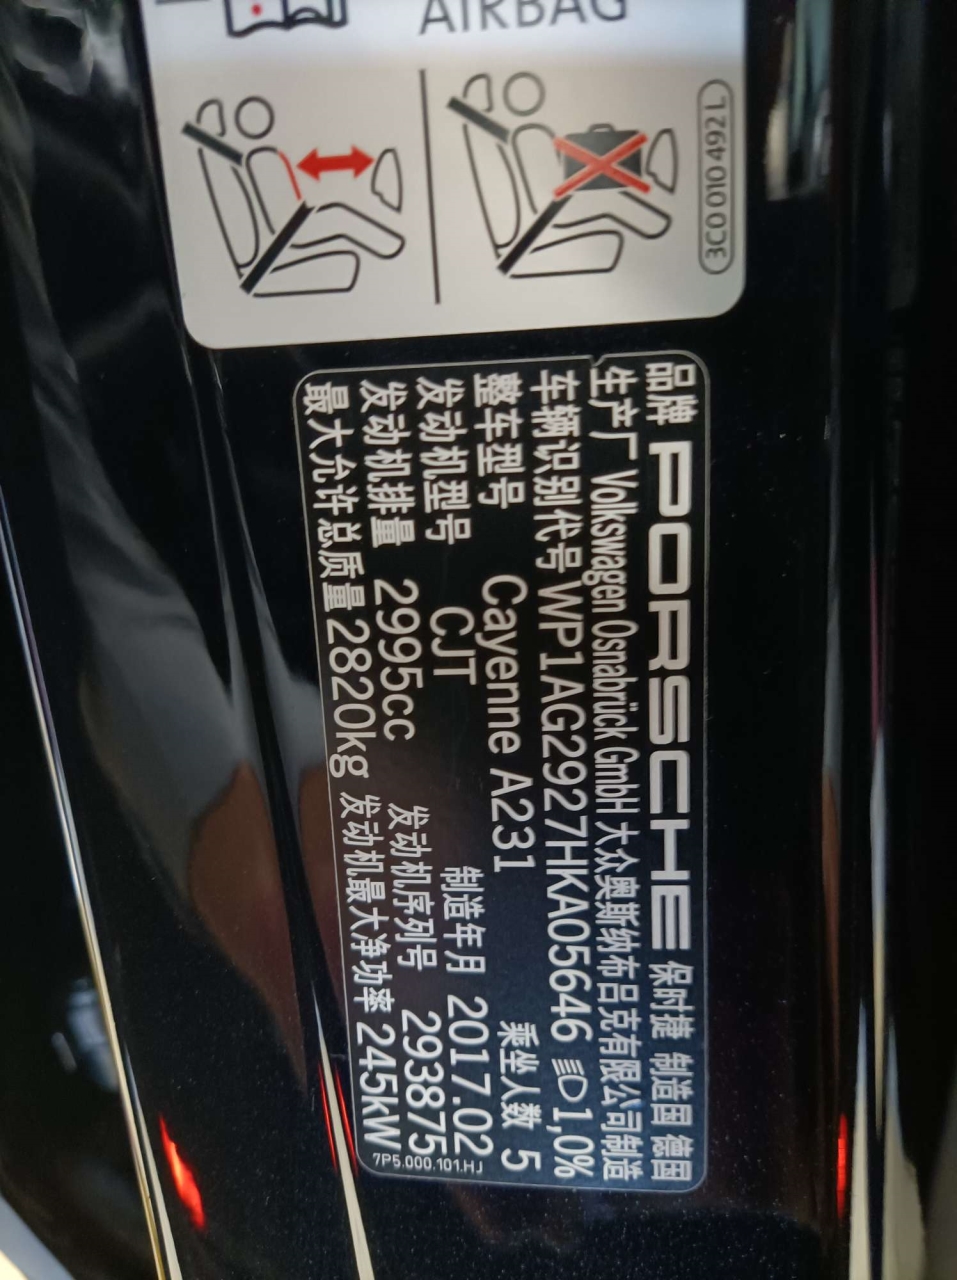 AIRBAG
3C0 010 492 L
品牌 PORSCHE 保时捷 制造国 德国
生产厂 Volkswagen Osnabrück GmbH 大众奥斯纳布吕克有限公司制造
车辆识别代号 WP1AG2927HKA05646 1,0%
整车型号 Cayenne A231 乘坐人数 5
发动机型号 CJT 制造年月 2017.02
发动机排量 2995cc 发动机序列号 293875
最大允许总质量 2820kg 发动机最大净功率 245kW
7P5.000.101.HJ